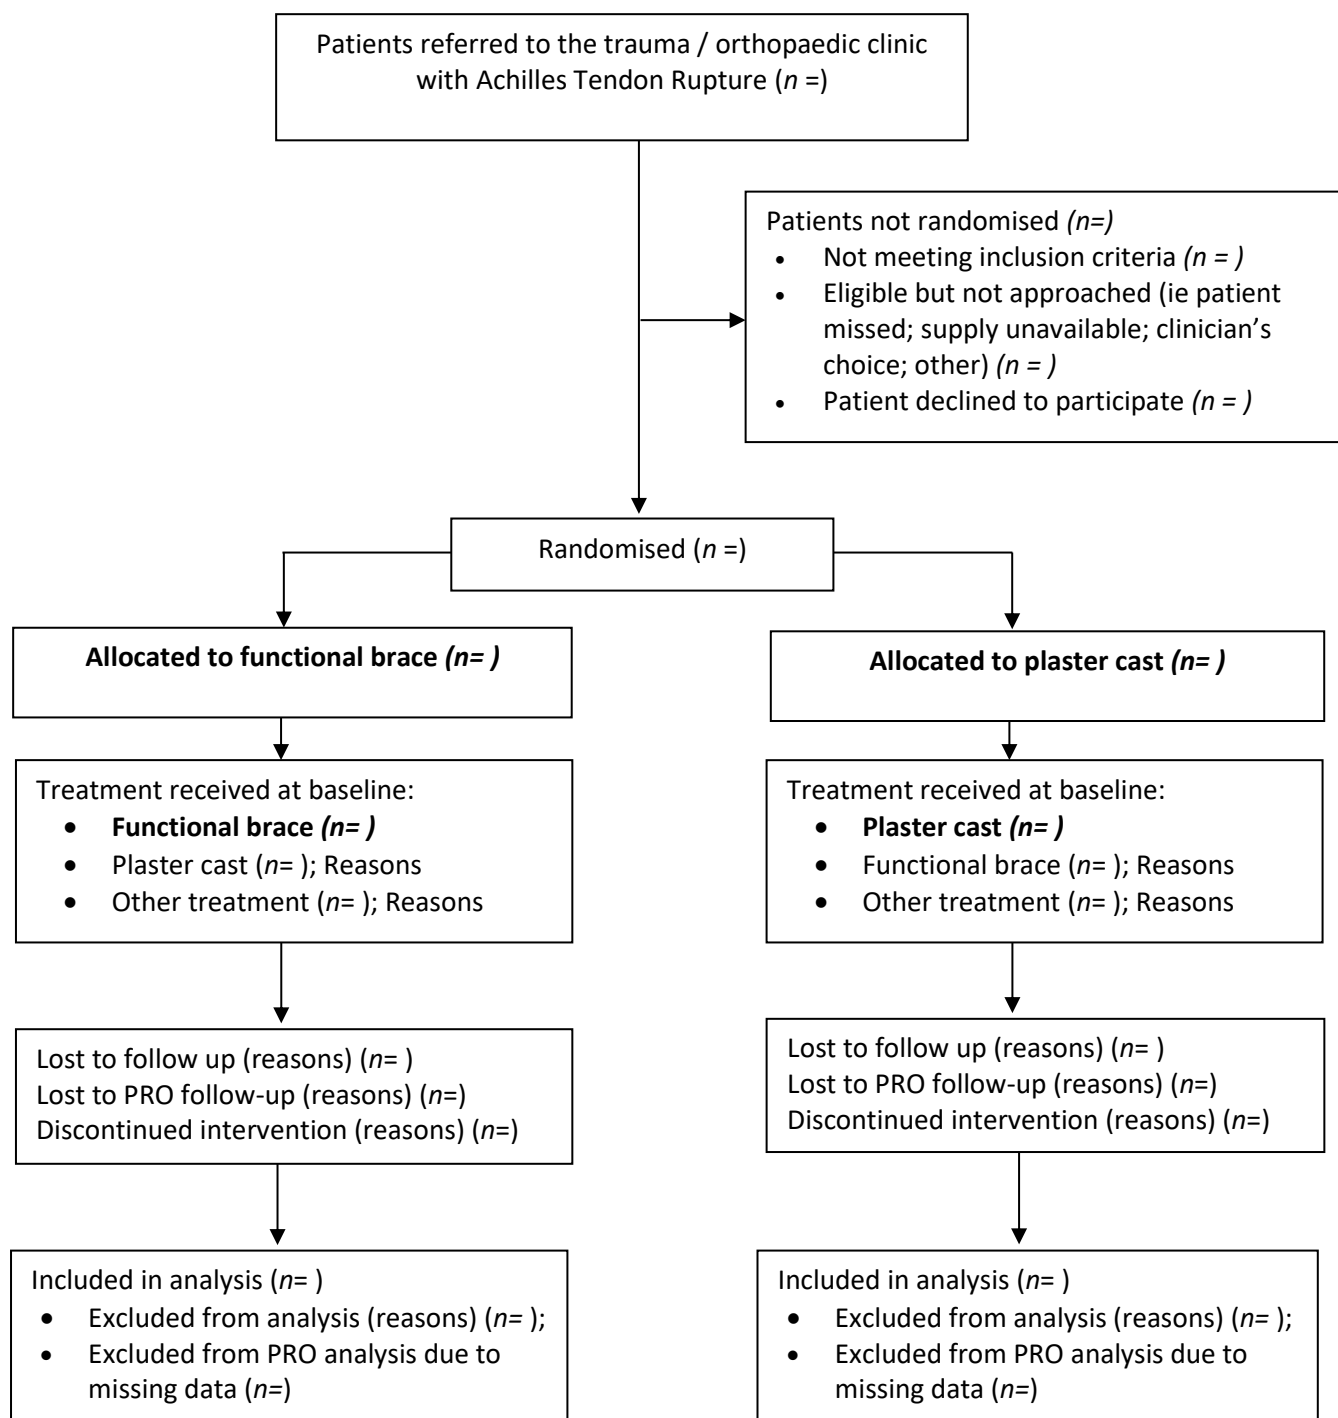 Patients referred to the trauma / orthopaedic clinic
with Achilles Tendon Rupture (n =)
Patients not randomised (n=)
• Not meeting inclusion criteria (n = )
• Eligible but not approached (ie patient
missed; supply unavailable; clinician’s
choice; other) (n = )
• Patient declined to participate (n = )
Randomised (n =)
Allocated to functional brace (n= )
Allocated to plaster cast (n= )
Treatment received at baseline:
• Functional brace (n= )
• Plaster cast (n= ); Reasons
• Other treatment (n= ); Reasons
Treatment received at baseline:
• Plaster cast (n= )
• Functional brace (n= ); Reasons
• Other treatment (n= ); Reasons
Lost to follow up (reasons) (n= )
Lost to PRO follow-up (reasons) (n=)
Discontinued intervention (reasons) (n=)
Lost to follow up (reasons) (n= )
Lost to PRO follow-up (reasons) (n=)
Discontinued intervention (reasons) (n=)
Included in analysis (n= )
• Excluded from analysis (reasons) (n= );
• Excluded from PRO analysis due to
missing data (n=)
Included in analysis (n= )
• Excluded from analysis (reasons) (n= );
• Excluded from PRO analysis due to
missing data (n=)